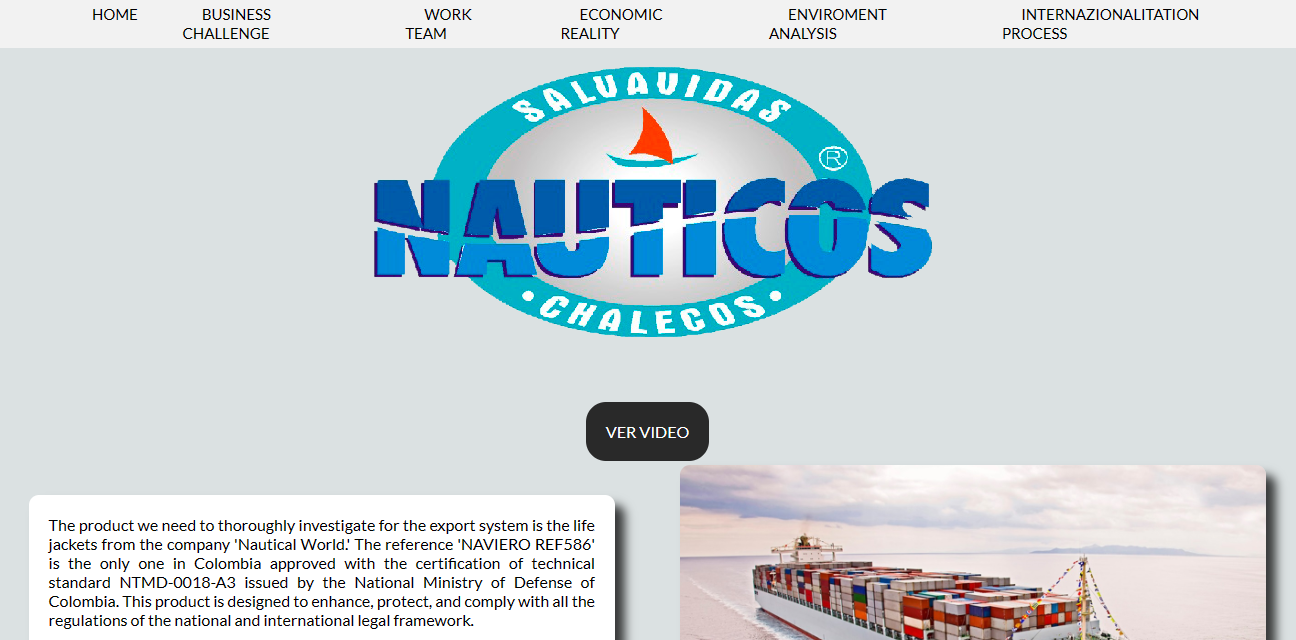 HOME
BUSINESS
CHALLENGE
WORK
TEAM
ECONOMIC
REALITY
ENVIROMENT
ANALYSIS
INTERNAZIONALITATION
PROCESS
SALVAVIDAS
®
NAUTICOS
• CHALECOS •
VER VIDEO
The product we need to thoroughly investigate for the export system is the life
jackets from the company 'Nautical World.' The reference 'NAVIERO REF586'
is the only one in Colombia approved with the certification of technical
standard NTMD-0018-A3 issued by the National Ministry of Defense of
Colombia. This product is designed to enhance, protect, and comply with all the
regulations of the national and international legal framework.